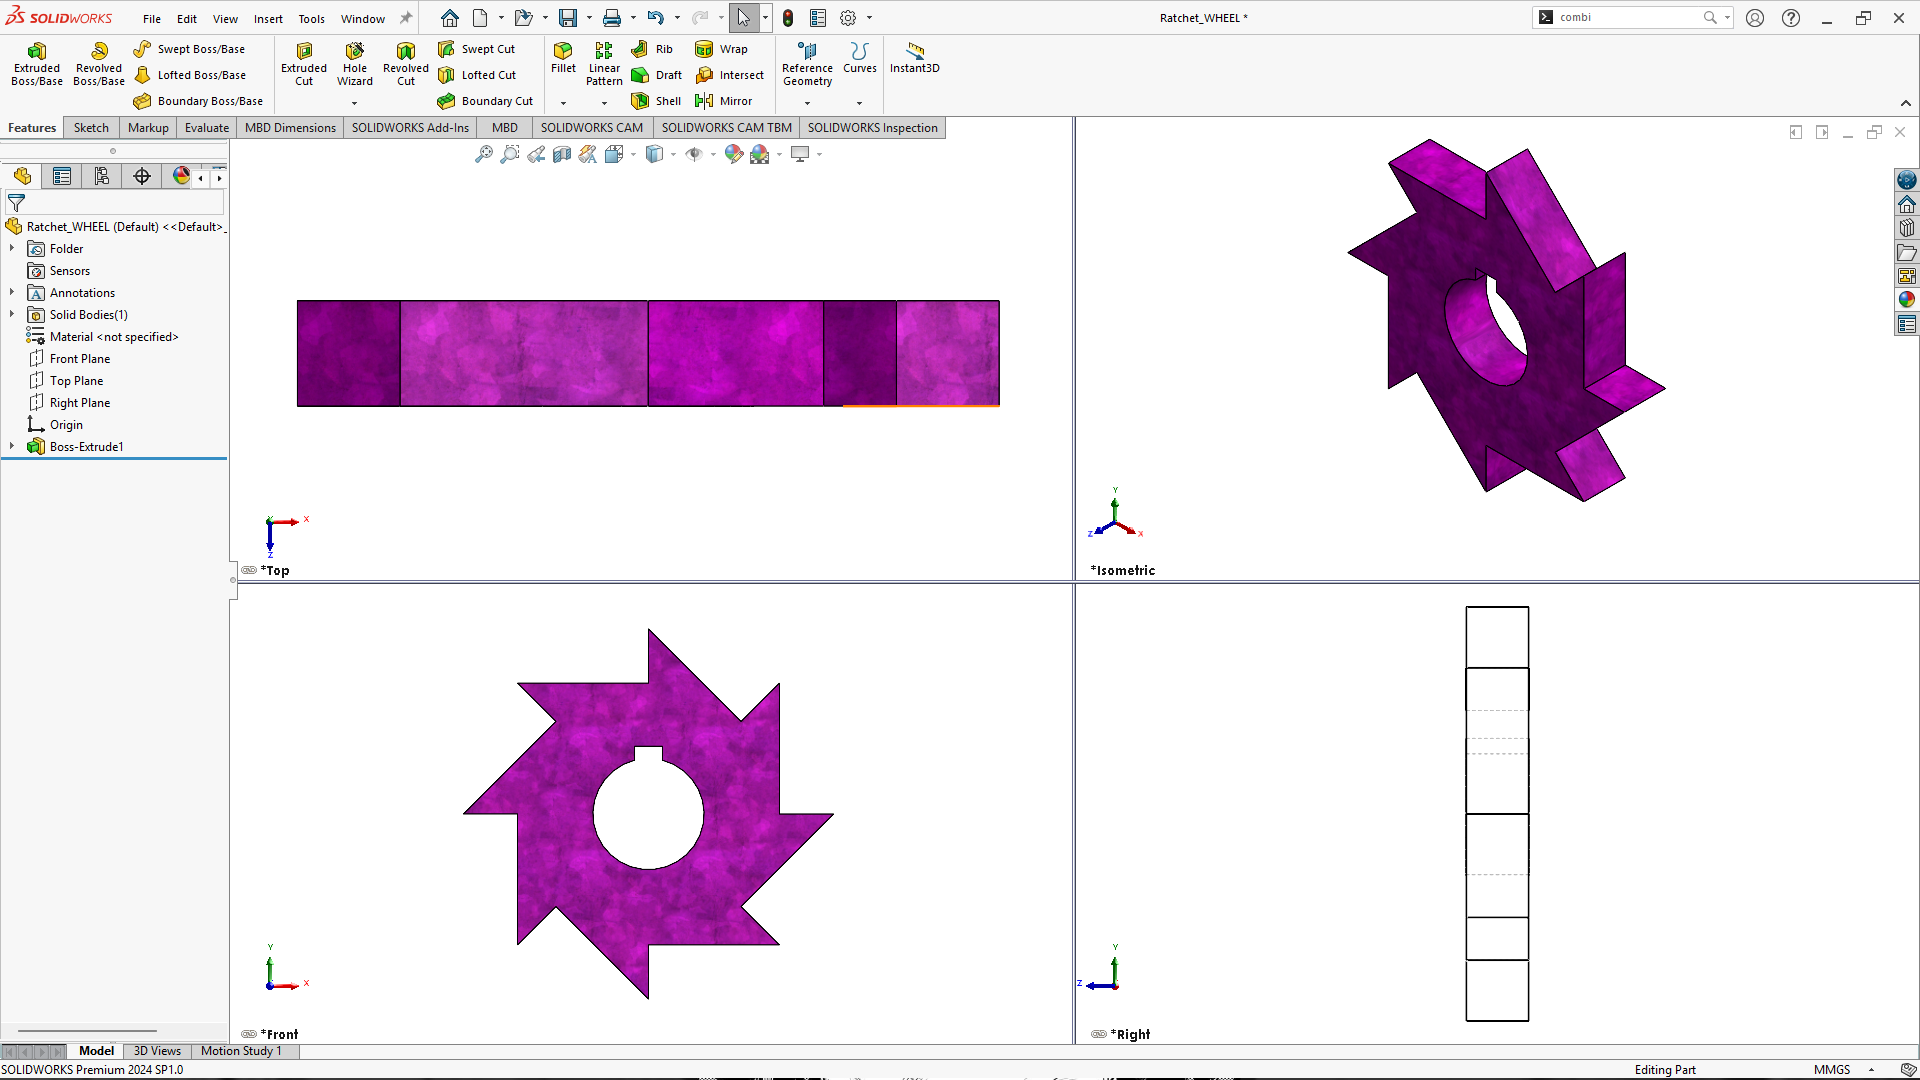 SOLIDWORKS File Edit View Insert Tools Window Ratchet_WHEEL * combi
Extruded Boss/Base
Revolved Boss/Base
Swept Boss/Base
Lofted Boss/Base
Boundary Boss/Base
Extruded Cut
Hole Wizard
Revolved Cut
Swept Cut
Lofted Cut
Boundary Cut
Fillet
Linear Pattern
Rib
Draft
Shell
Wrap
Intersect
Mirror
Reference Geometry
Curves
Instant3D
Features Sketch Markup Evaluate MBD Dimensions SOLIDWORKS Add-Ins MBD SOLIDWORKS CAM SOLIDWORKS CAM TBM SOLIDWORKS Inspection
Ratchet_WHEEL (Default) <<Default>_
Folder
Sensors
Annotations
Solid Bodies(1)
Material <not specified>
Front Plane
Top Plane
Right Plane
Origin
Boss-Extrude1
Y
X
Z
*Top
Y
Z
X
*Isometric
Y
X
*Front
Y
Z
*Right
Model 3D Views Motion Study 1
SOLIDWORKS Premium 2024 SP1.0 Editing Part MMGS